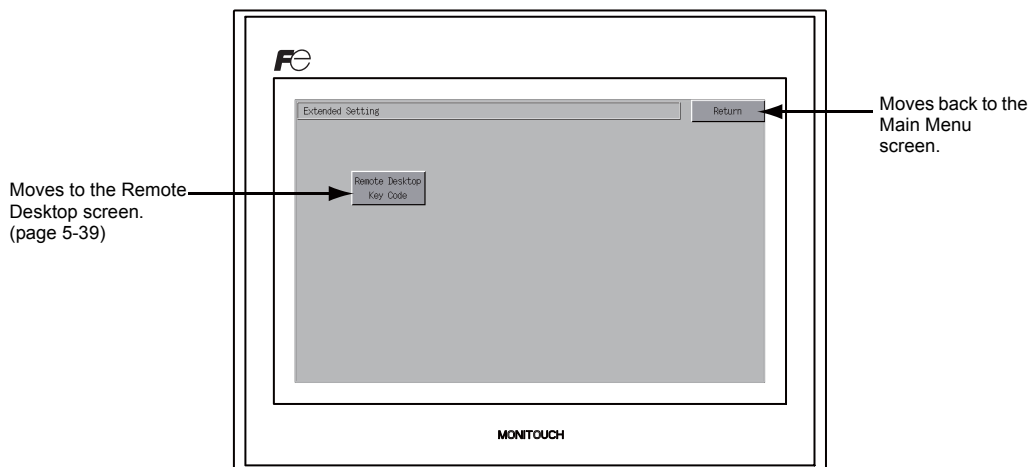 Fe
Extended Setting
Return
Moves back to the
Main Menu
screen.
Remote Desktop
Key Code
Moves to the Remote
Desktop screen.
(page 5-39)
MONITOUCH